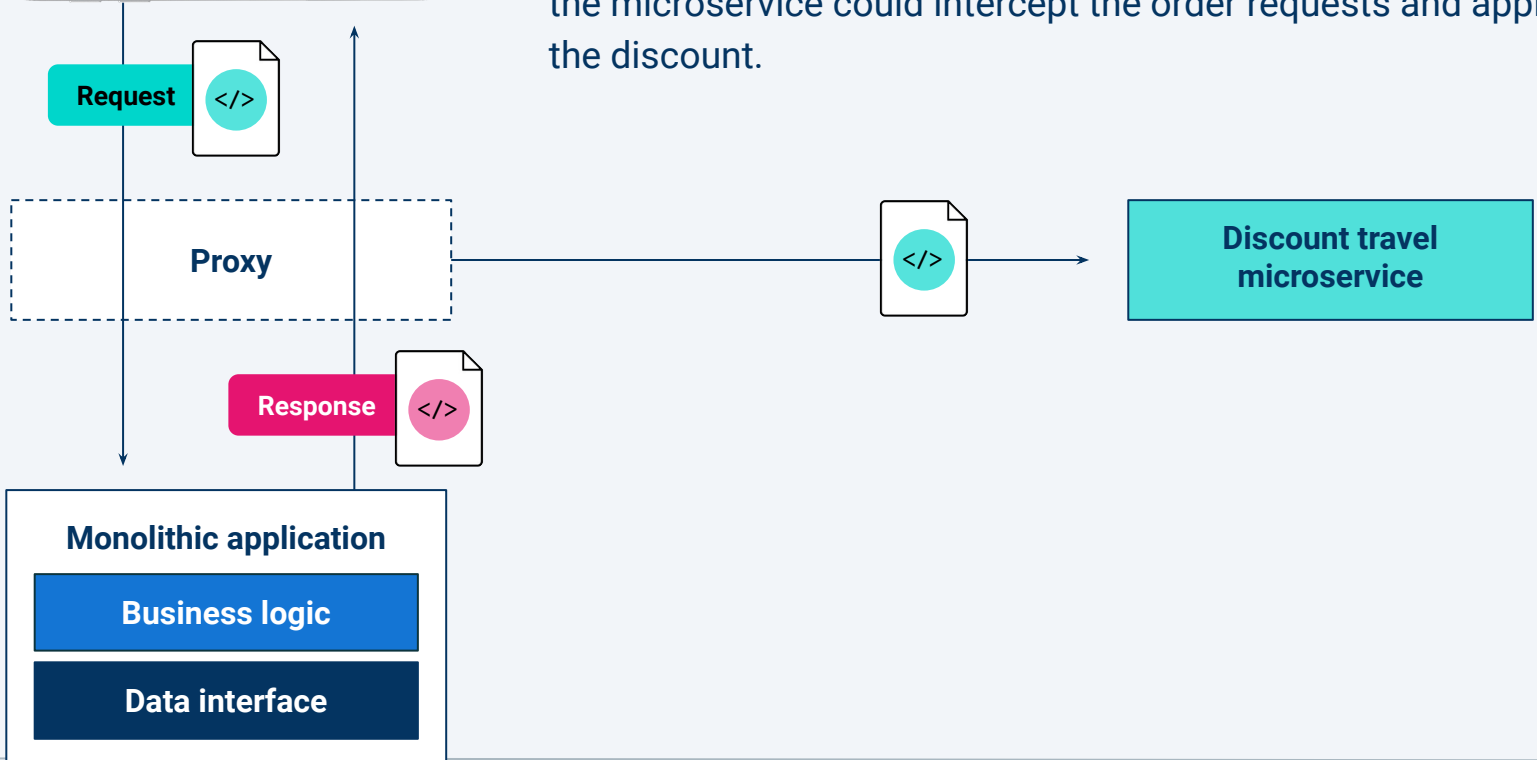 the microservice could intercept the order requests and
the discount.
Request
</>
Proxy
</>
Discount travel
microservice
Response
</>
Monolithic application
Business logic
Data interface